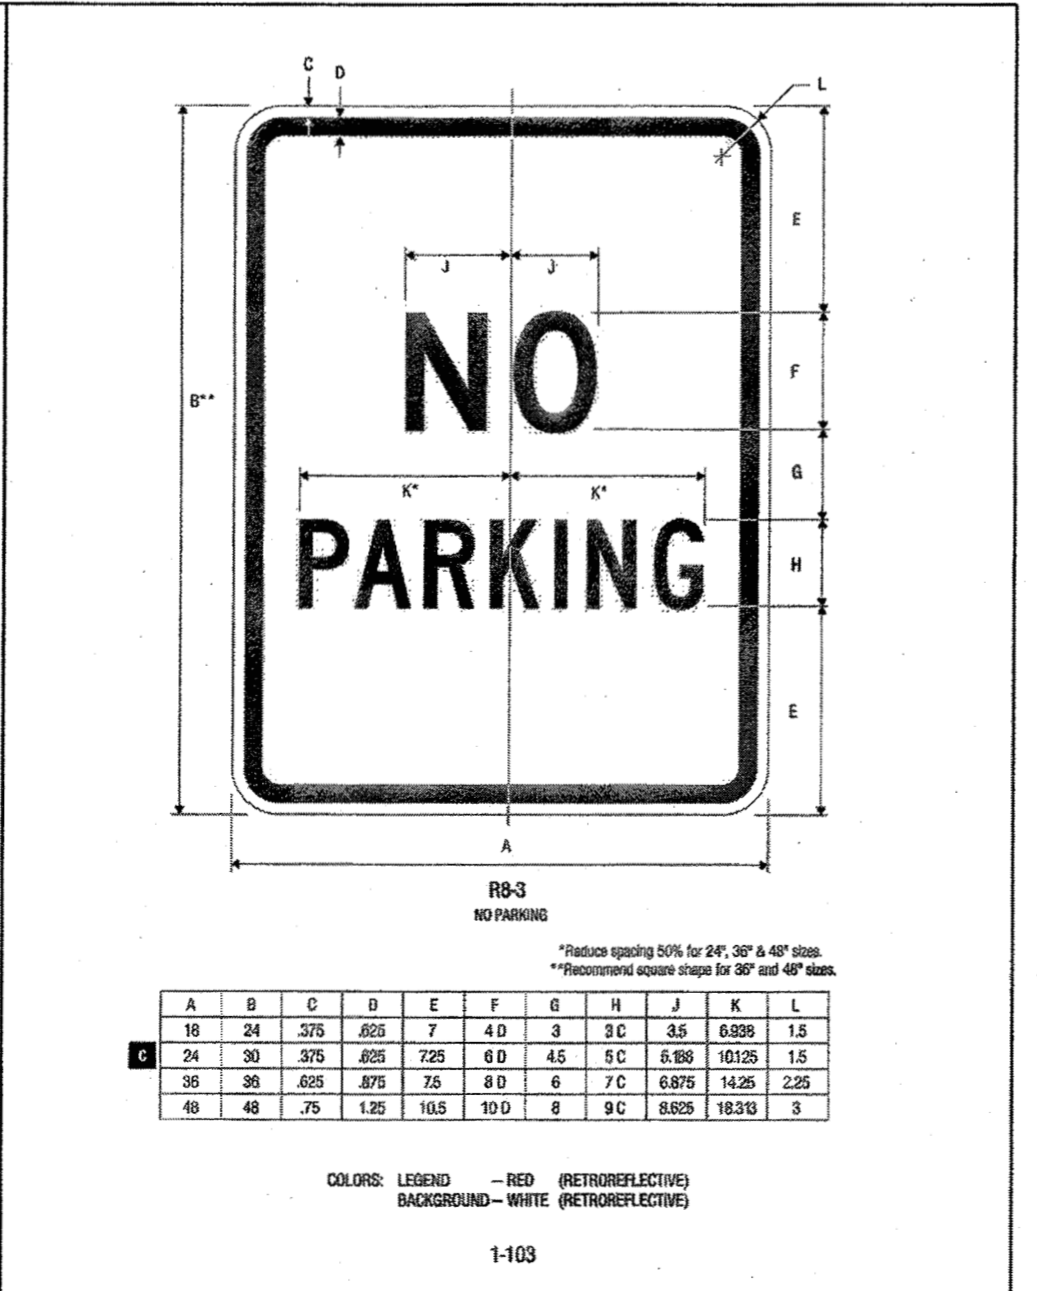 C
D
L
E
J
J
NO
F
B**
G
K*
K*
PARKING
H
E
A
R8-3
NO PARKING
*Reduce spacing 50% for 24", 36" & 48" sizes.
**Recommend square shape for 36" and 48" sizes.
A B C D E F G H J K L
18 24 .375 .625 7 4 D 3 3 C 3.5 6.938 1.5
C 24 30 .375 .625 7.25 6 D 4.5 5 C 5.188 10.125 1.5
36 36 .625 .875 7.5 8 D 6 7 C 6.875 14.25 2.25
48 48 .75 1.25 10.5 10 D 8 9 C 8.625 18.313 3
COLORS: LEGEND — RED (RETROREFLECTIVE)
BACKGROUND — WHITE (RETROREFLECTIVE)
1-103